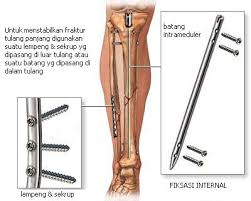 Untuk menstabilkan fraktur
tulang panjang digunakan
suatu lempeng & sekrup yg
dipasang di luar tulang atau
suatu batang yg dipasang di
dalam tulang.
batang
intrameduler
lempeng & sekrup
FIKSASI INTERNAL